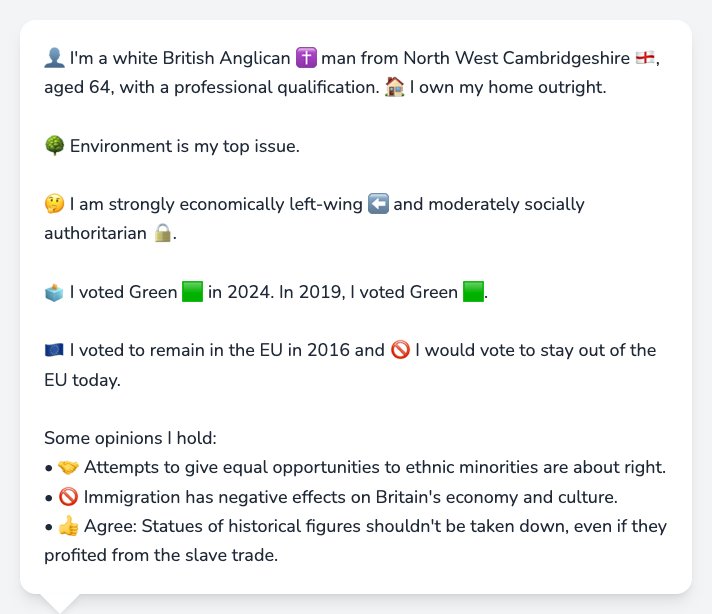 👤 I'm a white British Anglican ✝️ man from North West Cambridgeshire 🏴󠁧󠁢󠁥󠁮󠁧󠁿,
aged 64, with a professional qualification. 🏠 I own my home outright.
🌳 Environment is my top issue.
🤔 I am strongly economically left-wing ⬅️ and moderately socially
authoritarian 🔒.
🗳️ I voted Green 🟩 in 2024. In 2019, I voted Green 🟩.
🇪🇺 I voted to remain in the EU in 2016 and 🚫 I would vote to stay out of the
EU today.
Some opinions I hold:
• 🤝 Attempts to give equal opportunities to ethnic minorities are about right.
• 🚫 Immigration has negative effects on Britain's economy and culture.
• 👍 Agree: Statues of historical figures shouldn't be taken down, even if they
profited from the slave trade.